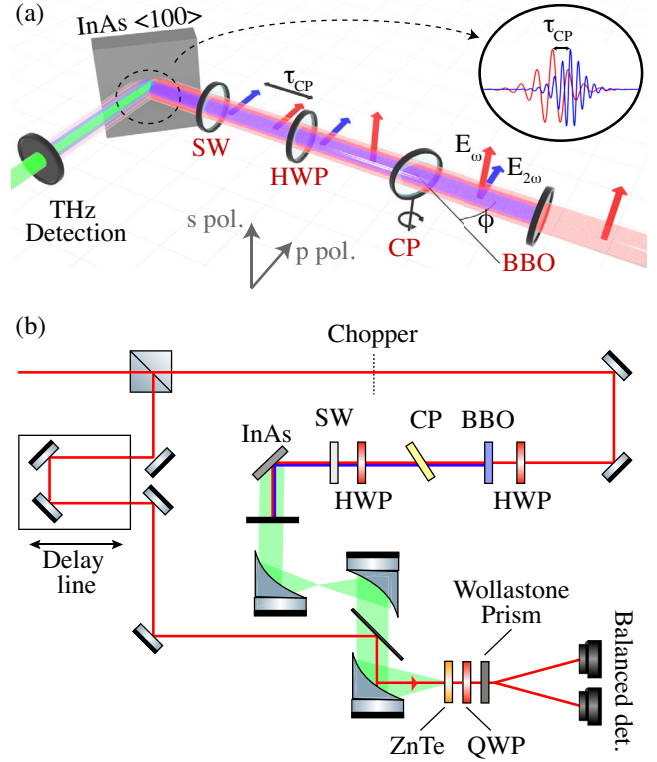 (a)
InAs <100>
τCP
τCP
SW
HWP
Eω
E2ω
THz
Detection
s pol.
p pol.
CP
ϕ
BBO
(b)
Chopper
InAs
SW
CP
BBO
HWP
HWP
Delay
line
Wollastone
Prism
Balanced det.
ZnTe
QWP